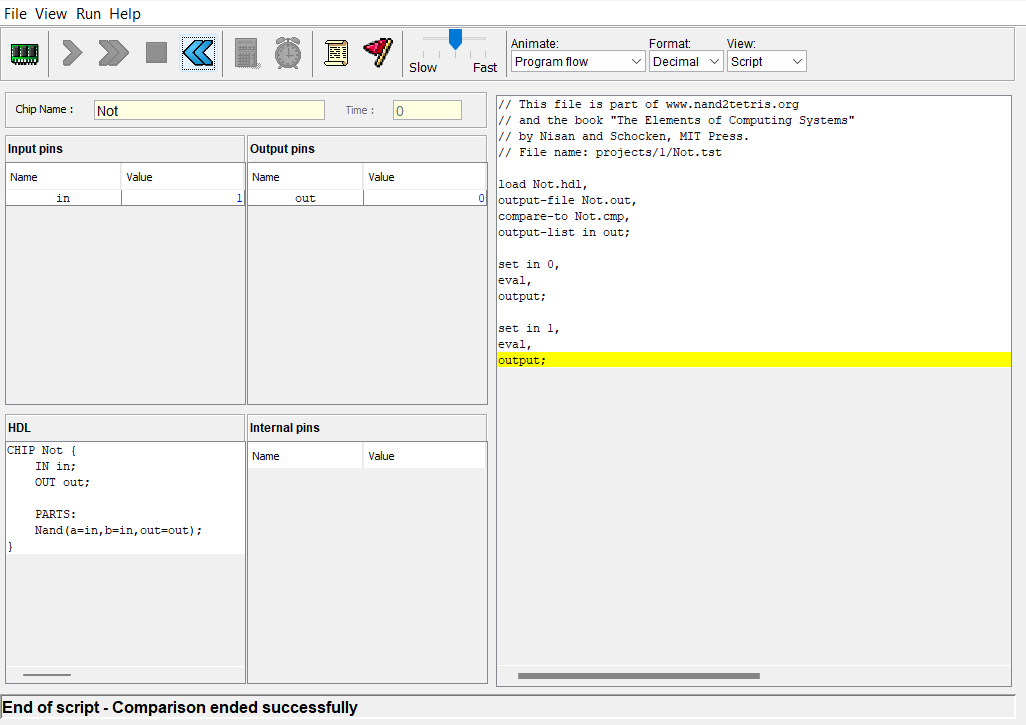 File View Run Help
Slow Fast
Animate: Format: View:
Program flow Decimal Script
Chip Name : Not Time : 0
Input pins
Name Value
in 1
Output pins
Name Value
out 0
HDL
CHIP Not {
    IN in;
    OUT out;

    PARTS:
    Nand(a=in,b=in,out=out);
}
Internal pins
Name Value
// This file is part of www.nand2tetris.org
// and the book "The Elements of Computing Systems"
// by Nisan and Schocken, MIT Press.
// File name: projects/1/Not.tst

load Not.hdl,
output-file Not.out,
compare-to Not.cmp,
output-list in out;

set in 0,
eval,
output;

set in 1,
eval,
output;
End of script - Comparison ended successfully